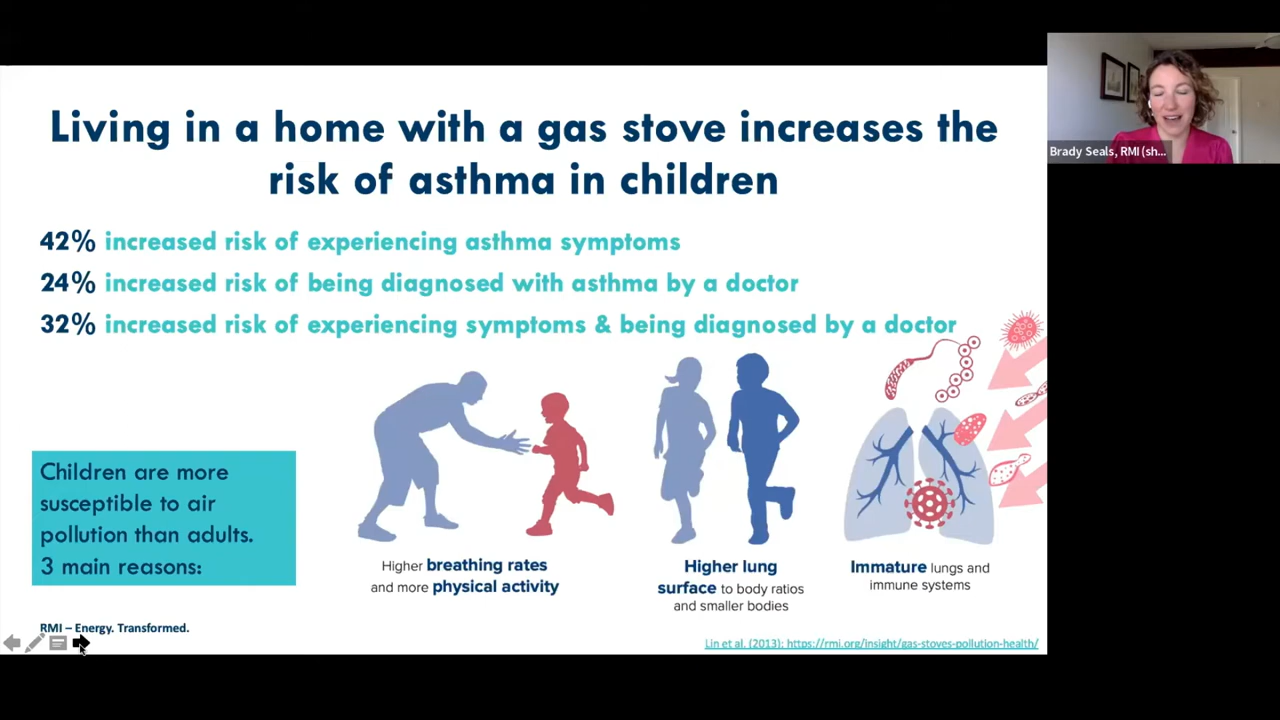 Living in a home with a gas stove increases the
risk of asthma in children
42% increased risk of experiencing asthma symptoms
24% increased risk of being diagnosed with asthma by a doctor
32% increased risk of experiencing symptoms & being diagnosed by a doctor
Children are more
susceptible to air
pollution than adults.
3 main reasons:
Higher breathing rates
and more physical activity
Higher lung
surface to body ratios
and smaller bodies
Immature lungs and
immune systems
RMI – Energy. Transformed.
Lin et al. (2013); https://rmi.org/insight/gas-stoves-pollution-health/
Brady Seals, RMI (sh...